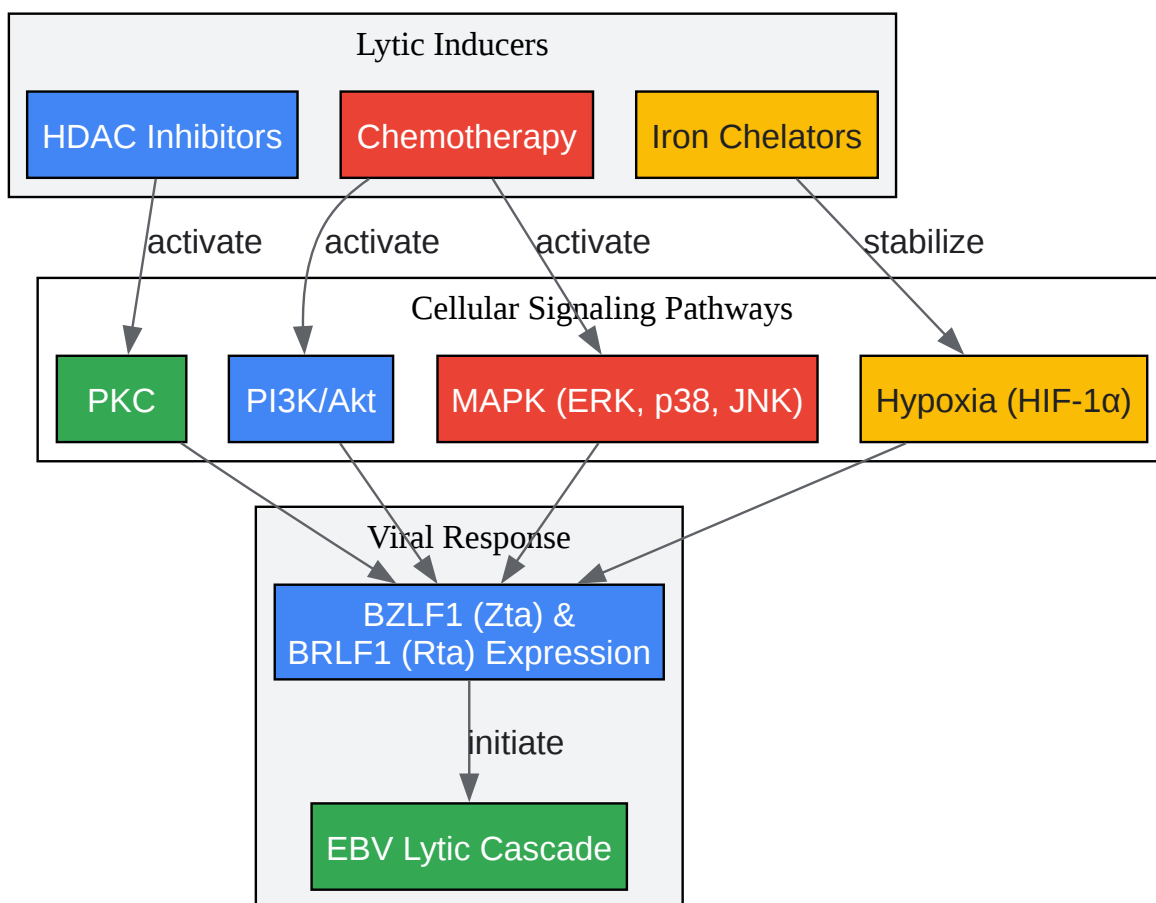 Lytic Inducers
HDAC Inhibitors
Chemotherapy
Iron Chelators
activate
activate
activate
stabilize
Cellular Signaling Pathways
PKC
PI3K/Akt
MAPK (ERK, p38, JNK)
Hypoxia (HIF-1α)
Viral Response
BZLF1 (Zta) &
BRLF1 (Rta) Expression
initiate
EBV Lytic Cascade